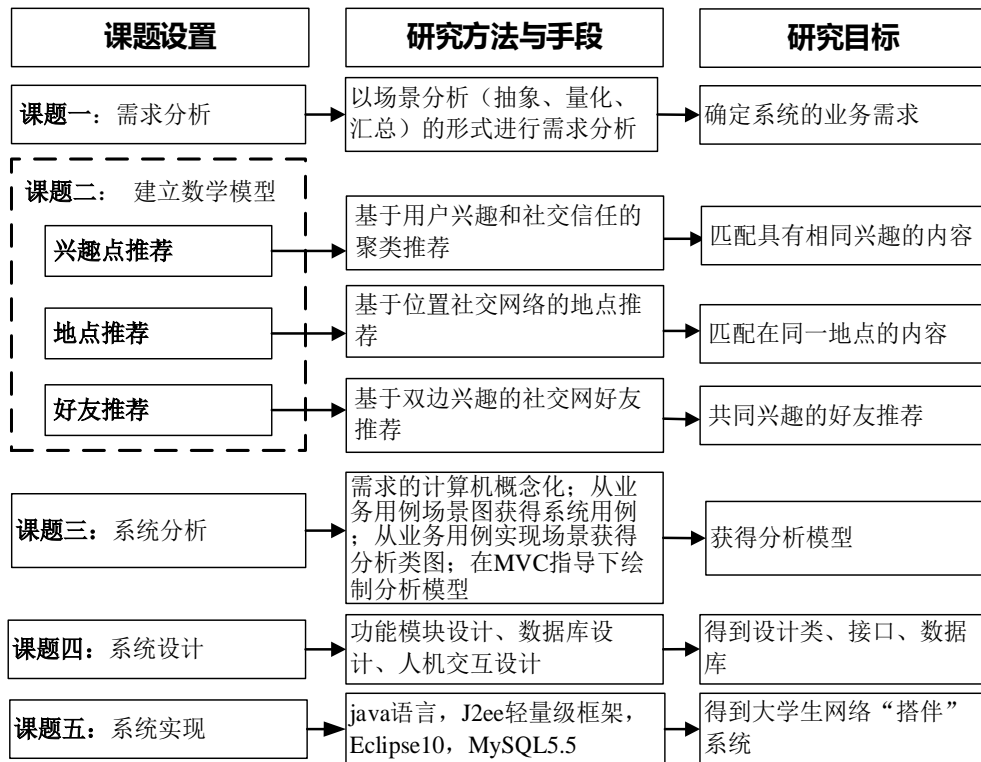 课题设置
研究方法与手段
研究目标
课题一：需求分析
以场景分析（抽象、量化、
汇总）的形式进行需求分析
确定系统的业务需求
课题二： 建立数学模型
兴趣点推荐
基于用户兴趣和社交信任的
聚类推荐
匹配具有相同兴趣的内容
地点推荐
基于位置社交网络的地点推
荐
匹配在同一地点的内容
好友推荐
基于双边兴趣的社交网好友
推荐
共同兴趣的好友推荐
课题三：系统分析
需求的计算机概念化；从业
务用例场景图获得系统用例
；从业务用例实现场景获得
分析类图；在MVC指导下绘
制分析模型
获得分析模型
课题四：系统设计
功能模块设计、数据库设
计、人机交互设计
得到设计类、接口、数据
库
课题五：系统实现
java语言，J2ee轻量级框架，
Eclipse10，MySQL5.5
得到大学生网络“搭伴”
系统